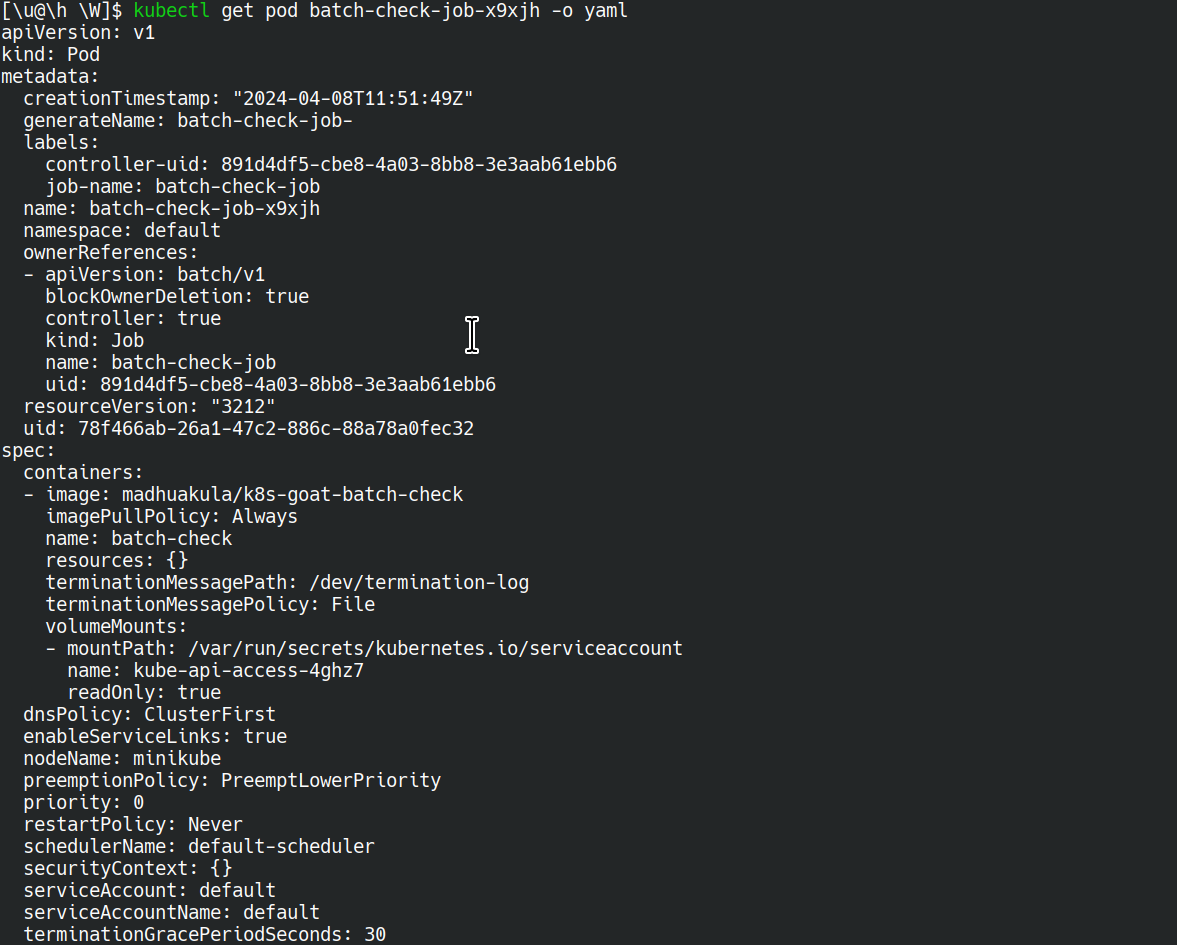 [\u@\h \W]$ kubectl get pod batch-check-job-x9xjh -o yaml
apiVersion: v1
kind: Pod
metadata:
  creationTimestamp: "2024-04-08T11:51:49Z"
  generateName: batch-check-job-
  labels:
    controller-uid: 891d4df5-cbe8-4a03-8bb8-3e3aab61ebb6
    job-name: batch-check-job
  name: batch-check-job-x9xjh
  namespace: default
  ownerReferences:
  - apiVersion: batch/v1
    blockOwnerDeletion: true
    controller: true
    kind: Job
    name: batch-check-job
    uid: 891d4df5-cbe8-4a03-8bb8-3e3aab61ebb6
  resourceVersion: "3212"
  uid: 78f466ab-26a1-47c2-886c-88a78a0fec32
spec:
  containers:
  - image: madhuakula/k8s-goat-batch-check
    imagePullPolicy: Always
    name: batch-check
    resources: {}
    terminationMessagePath: /dev/termination-log
    terminationMessagePolicy: File
    volumeMounts:
    - mountPath: /var/run/secrets/kubernetes.io/serviceaccount
      name: kube-api-access-4ghz7
      readOnly: true
  dnsPolicy: ClusterFirst
  enableServiceLinks: true
  nodeName: minikube
  preemptionPolicy: PreemptLowerPriority
  priority: 0
  restartPolicy: Never
  schedulerName: default-scheduler
  securityContext: {}
  serviceAccount: default
  serviceAccountName: default
  terminationGracePeriodSeconds: 30